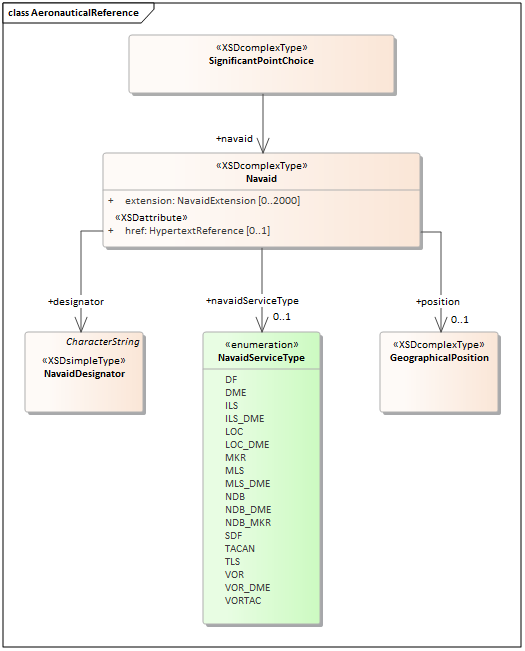 class AeronauticalReference
«XSDcomplexType»
SignificantPointChoice
+navaid
«XSDcomplexType»
Navaid
+ extension: NavaidExtension [0..2000]
«XSDattribute»
+ href: HypertextReference [0..1]
+designator
+navaidServiceType
0..1
+position
0..1
CharacterString
«XSDsimpleType»
NavaidDesignator
«enumeration»
NavaidServiceType
DF
DME
ILS
ILS_DME
LOC
LOC_DME
MKR
MLS
MLS_DME
NDB
NDB_DME
NDB_MKR
SDF
TACAN
TLS
VOR
VOR_DME
VORTAC
«XSDcomplexType»
GeographicalPosition